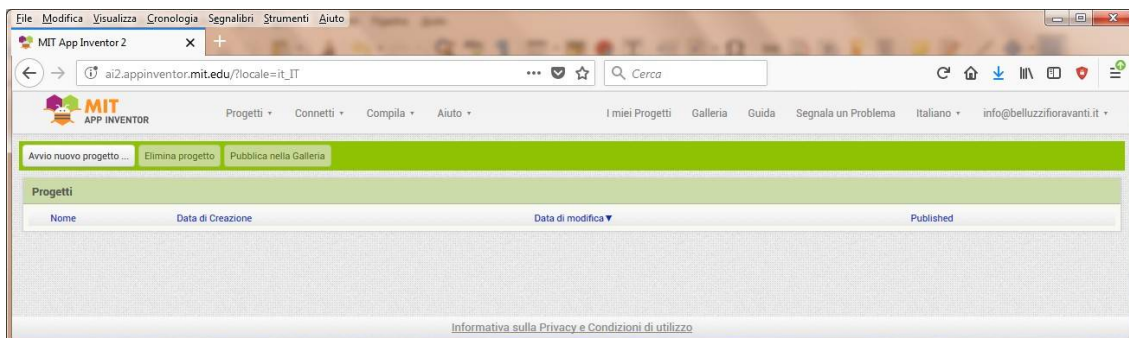 File Modifica Visualizza Cronologia Segnalibri Strumenti Aiuto
MIT App Inventor 2
ai2.appinventor.mit.edu/?locale=it_IT
Cerca
MIT
APP INVENTOR
Progetti Connetti Compila Aiuto I miei Progetti Galleria Guida Segnala un Problema Italiano info@belluzzifioravanti.it
Avvio nuovo progetto ... Elimina progetto Pubblica nella Galleria
Progetti
Nome Data di Creazione Data di modifica▼ Published
Informativa sulla Privacy e Condizioni di utilizzo